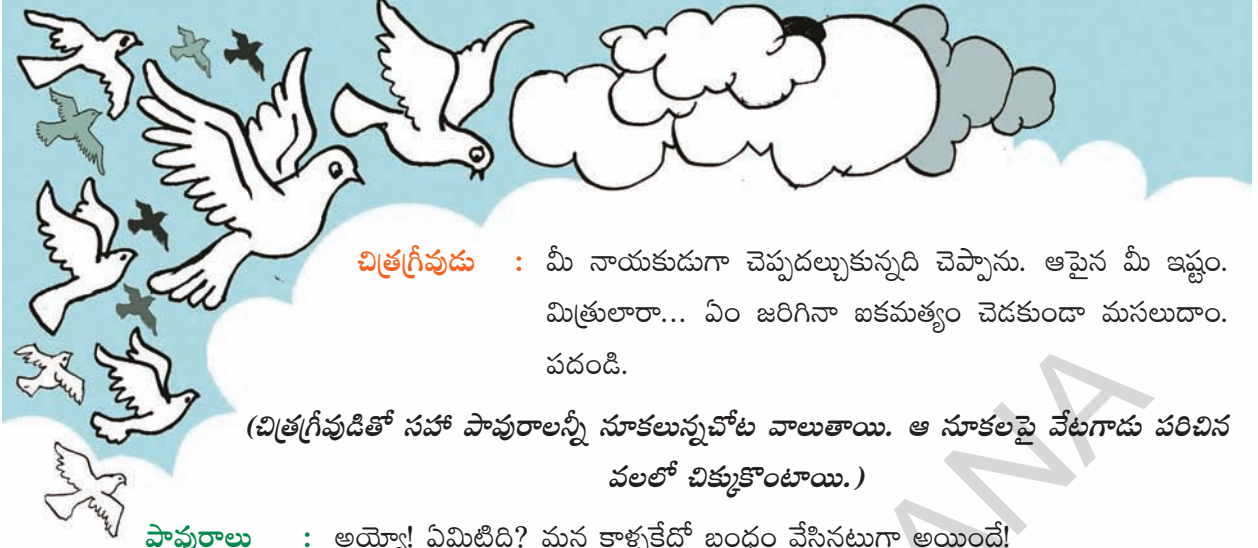 చిత్రగ్రీవుడు : మీ నాయకుడుగా చెప్పదల్చుకున్నది చెప్పాను. ఆపైన మీ ఇష్టం.
మిత్రులారా... ఏం జరిగినా ఐకమత్యం చెడకుండా మసలుదాం.
పదండి.
(చిత్రగ్రీవుడితో సహా పావురాలన్నీ నూకలున్నచోట వాలుతాయి. ఆ నూకలపై వేటగాడు పరిచిన
వలలో చిక్కుకొంటాయి.)
పావురాలు : అయ్యో! ఏమిటిది? మన కాళ్ళకేదో బంధం వేసినట్లుగా అయిందే!